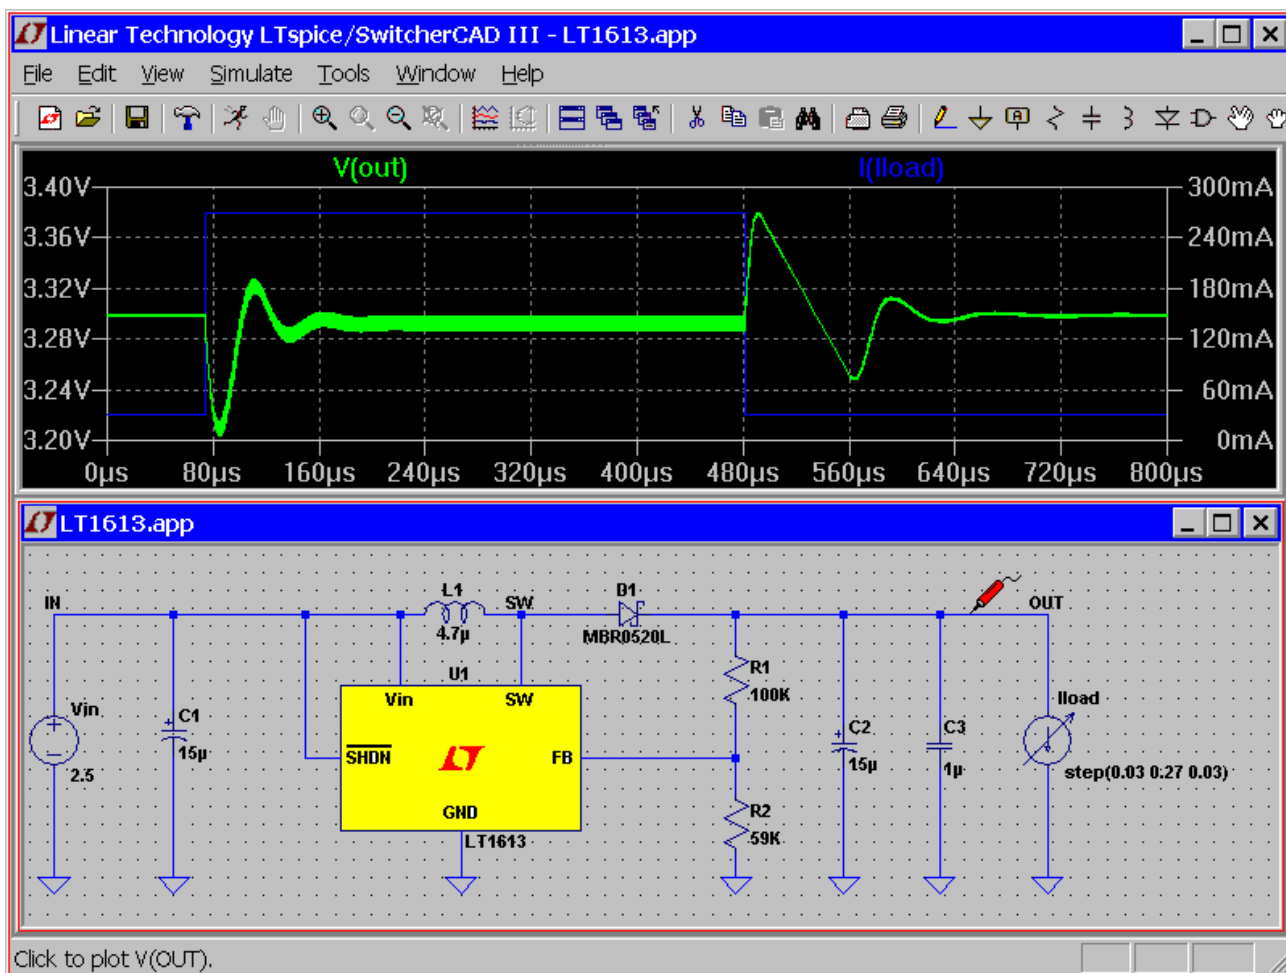 Linear Technology LTspice/SwitcherCAD III - LT1613.app
File Edit View Simulate Tools Window Help
V(out) I(Iload)
3.40V 300mA
3.36V 240mA
3.32V 180mA
3.28V 120mA
3.24V 60mA
3.20V 0mA
0µs 80µs 160µs 240µs 320µs 400µs 480µs 560µs 640µs 720µs 800µs
LT1613.app
IN L1 SW D1 OUT
4.7µ MBR0520L
U1
Vin SW R1
100K
Vin C1 Iload
15µ SHDN FB C2 C3
2.5 15µ 1µ step(0.03 0.27 0.03)
GND R2
LT1613 59K
Click to plot V(OUT).